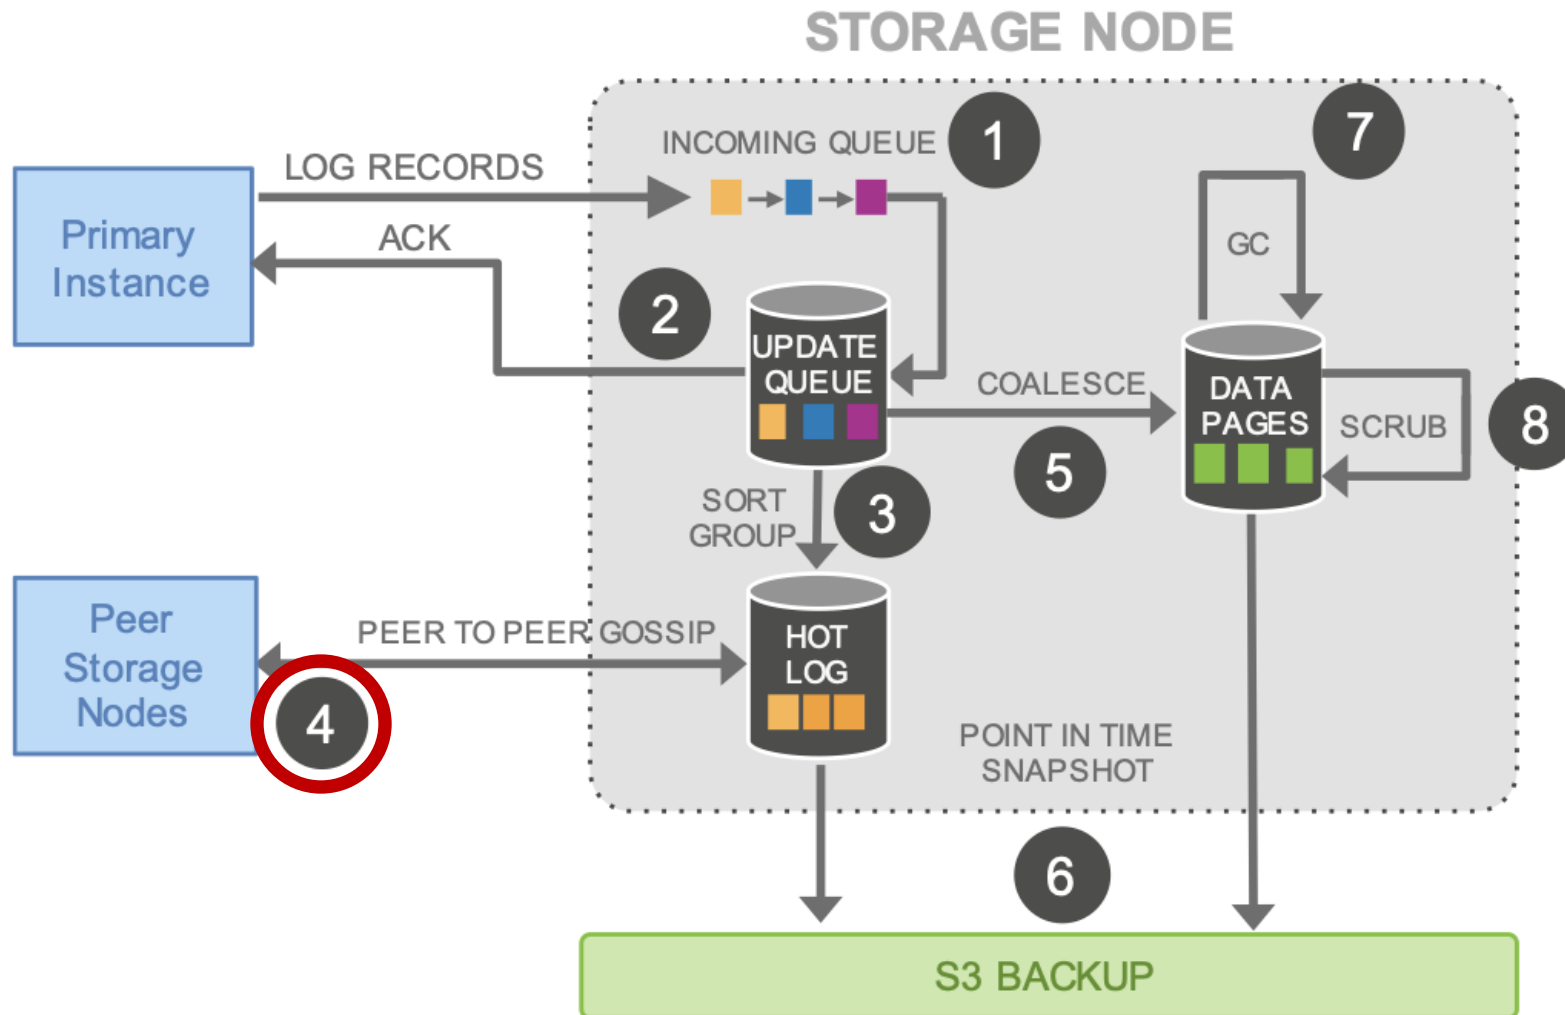 STORAGE NODE
INCOMING QUEUE
1
7
LOG RECORDS
Primary
Instance
ACK
GC
2
UPDATE
QUEUE
COALESCE
DATA
PAGES
SCRUB
8
5
SORT
GROUP
3
Peer
Storage
Nodes
PEER TO PEER GOSSIP
HOT
LOG
4
POINT IN TIME
SNAPSHOT
6
S3 BACKUP